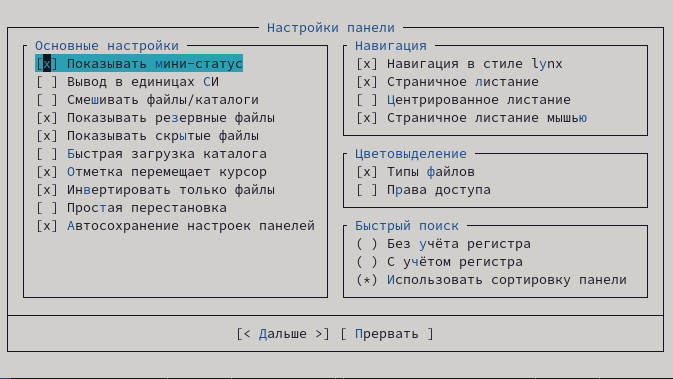 Настройки панели
Основные настройки
[x] Показывать мини-статус
[ ] Вывод в единицах СИ
[ ] Смешивать файлы/каталоги
[x] Показывать резервные файлы
[x] Показывать скрытые файлы
[ ] Быстрая загрузка каталога
[x] Отметка перемещает курсор
[x] Инвертировать только файлы
[ ] Простая перестановка
[x] Автосохранение настроек панелей
Навигация
[x] Навигация в стиле lynx
[x] Страничное листание
[ ] Центрированное листание
[x] Страничное листание мышью
Цветовыделение
[x] Типы файлов
[ ] Права доступа
Быстрый поиск
( ) Без учёта регистра
( ) С учётом регистра
(*) Использовать сортировку панели
[< Дальше >] [ Прервать ]